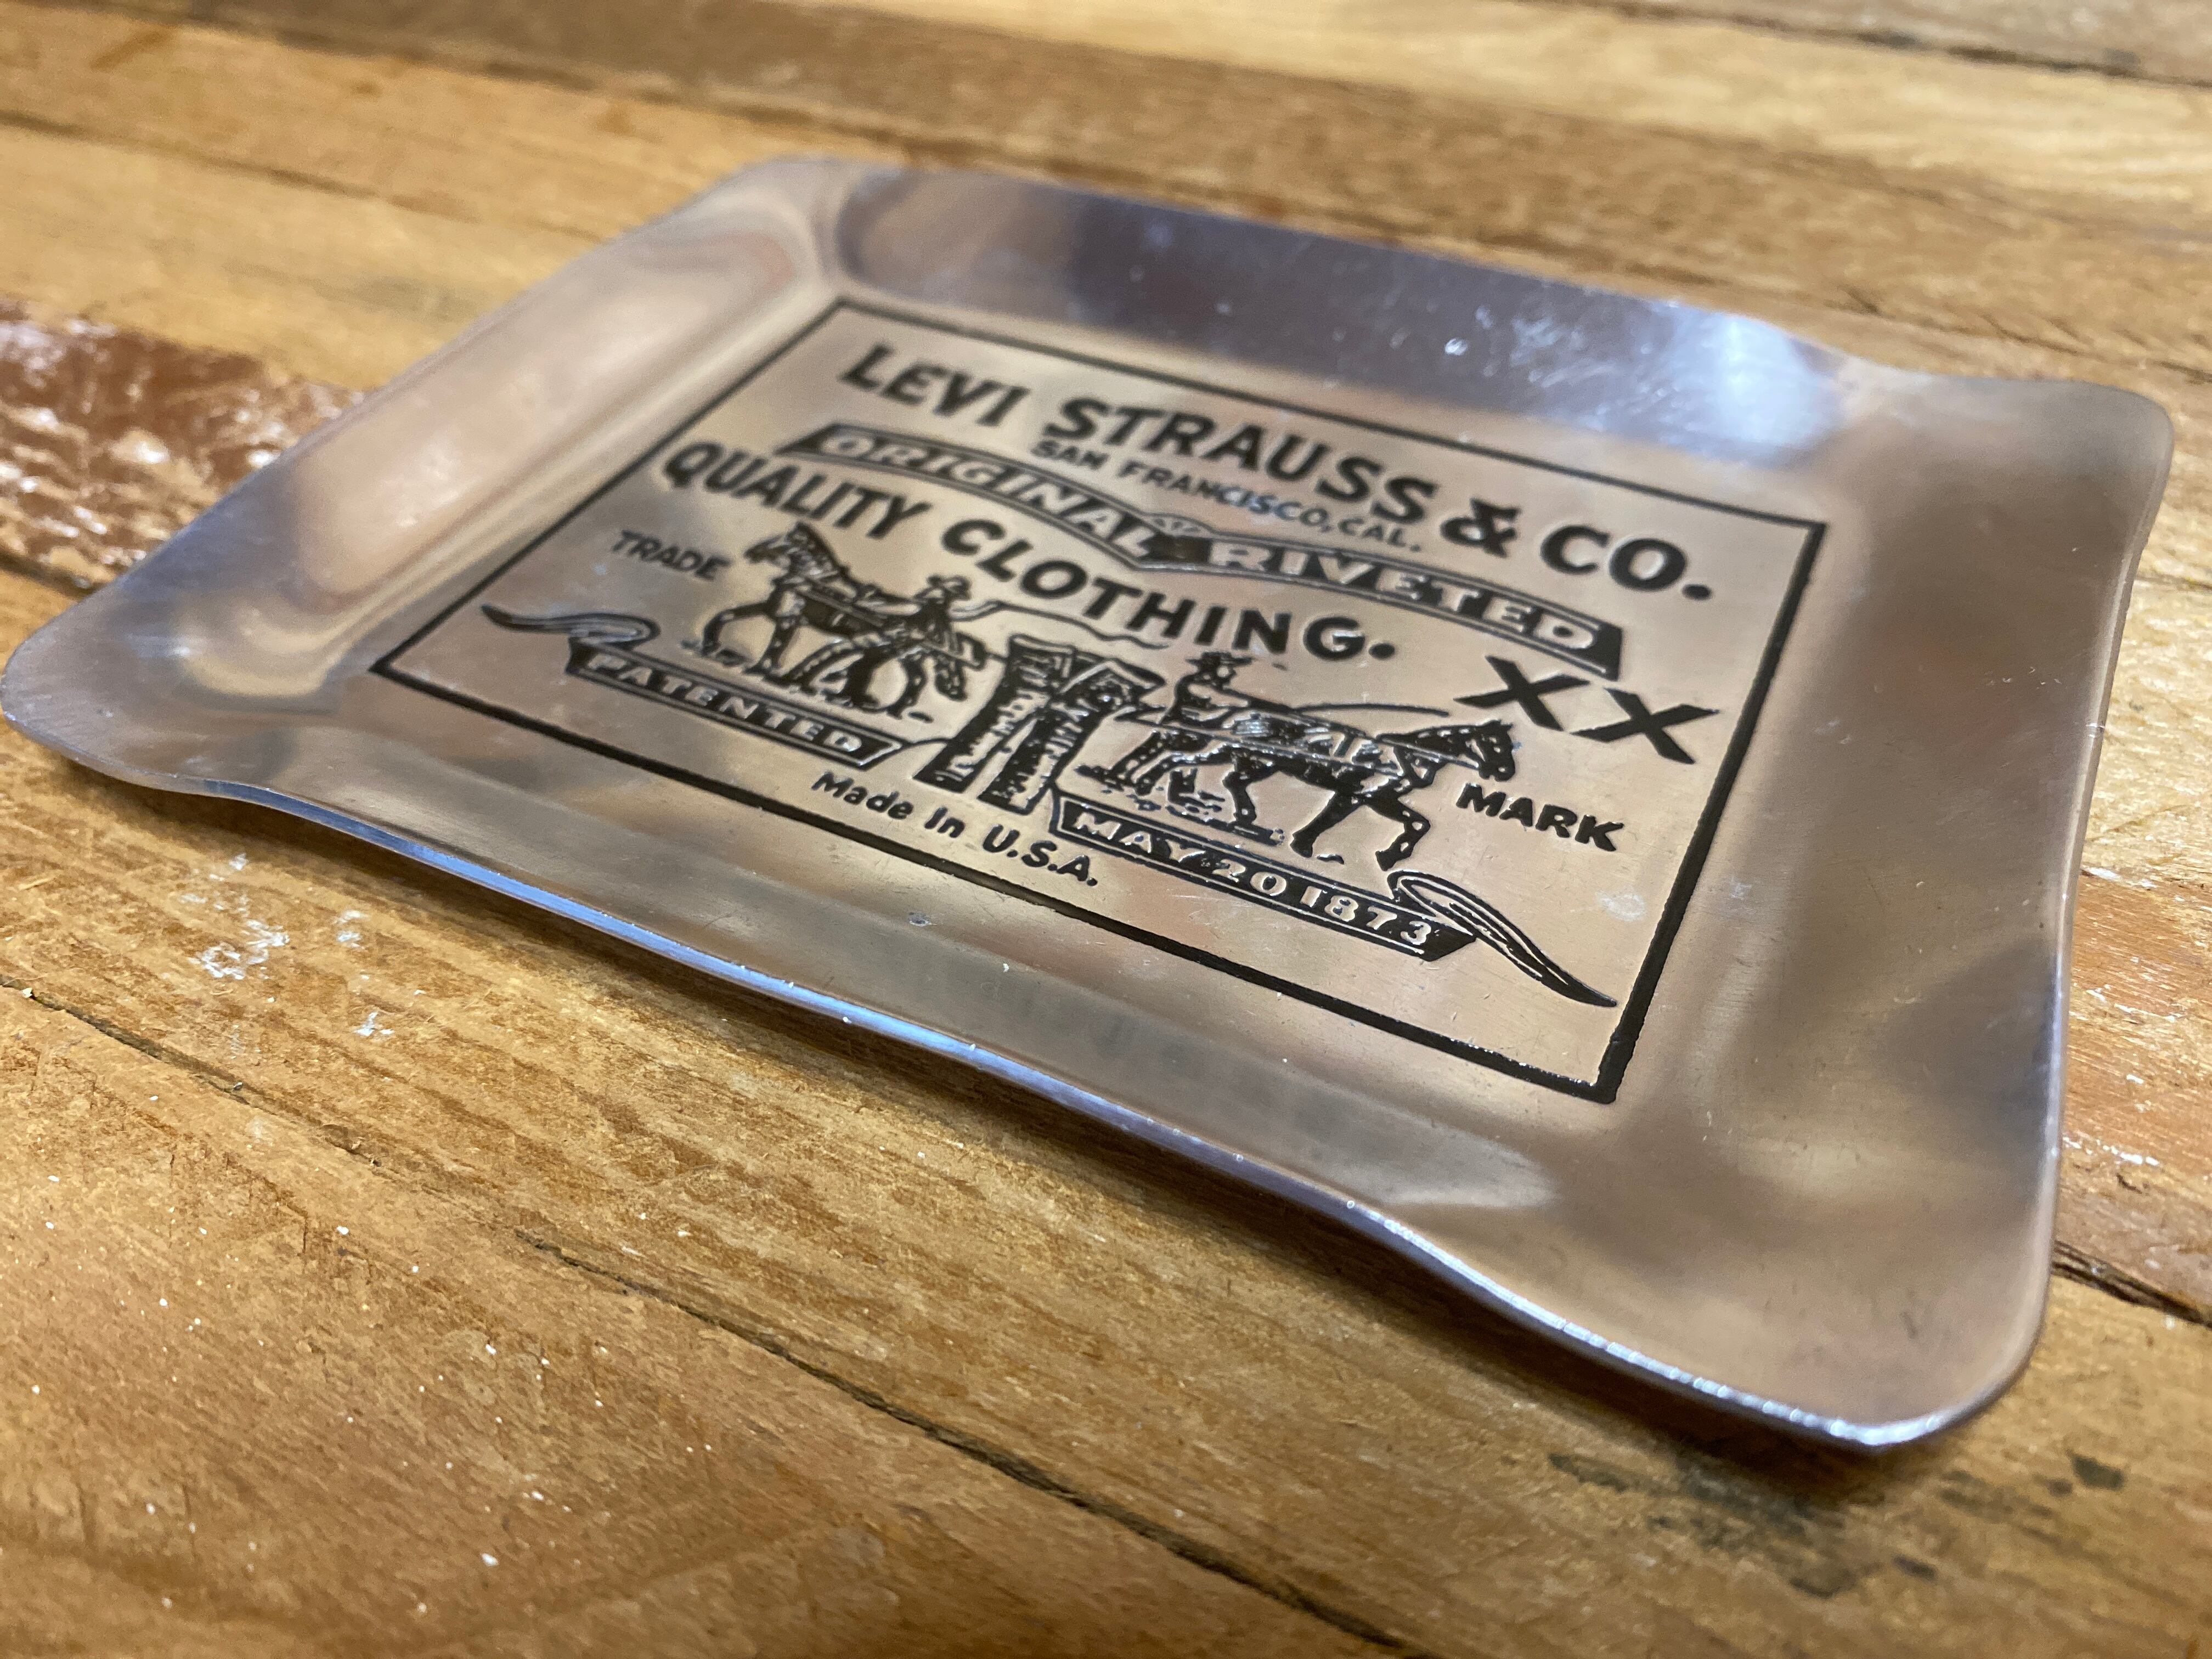 LEVI STRAUSS & CO.
SAN FRANCISCO, CAL.
ORIGINAL RIVETED
QUALITY CLOTHING.
XX
TRADE MARK
PATENTED MAY 20 1873
Made in U.S.A.